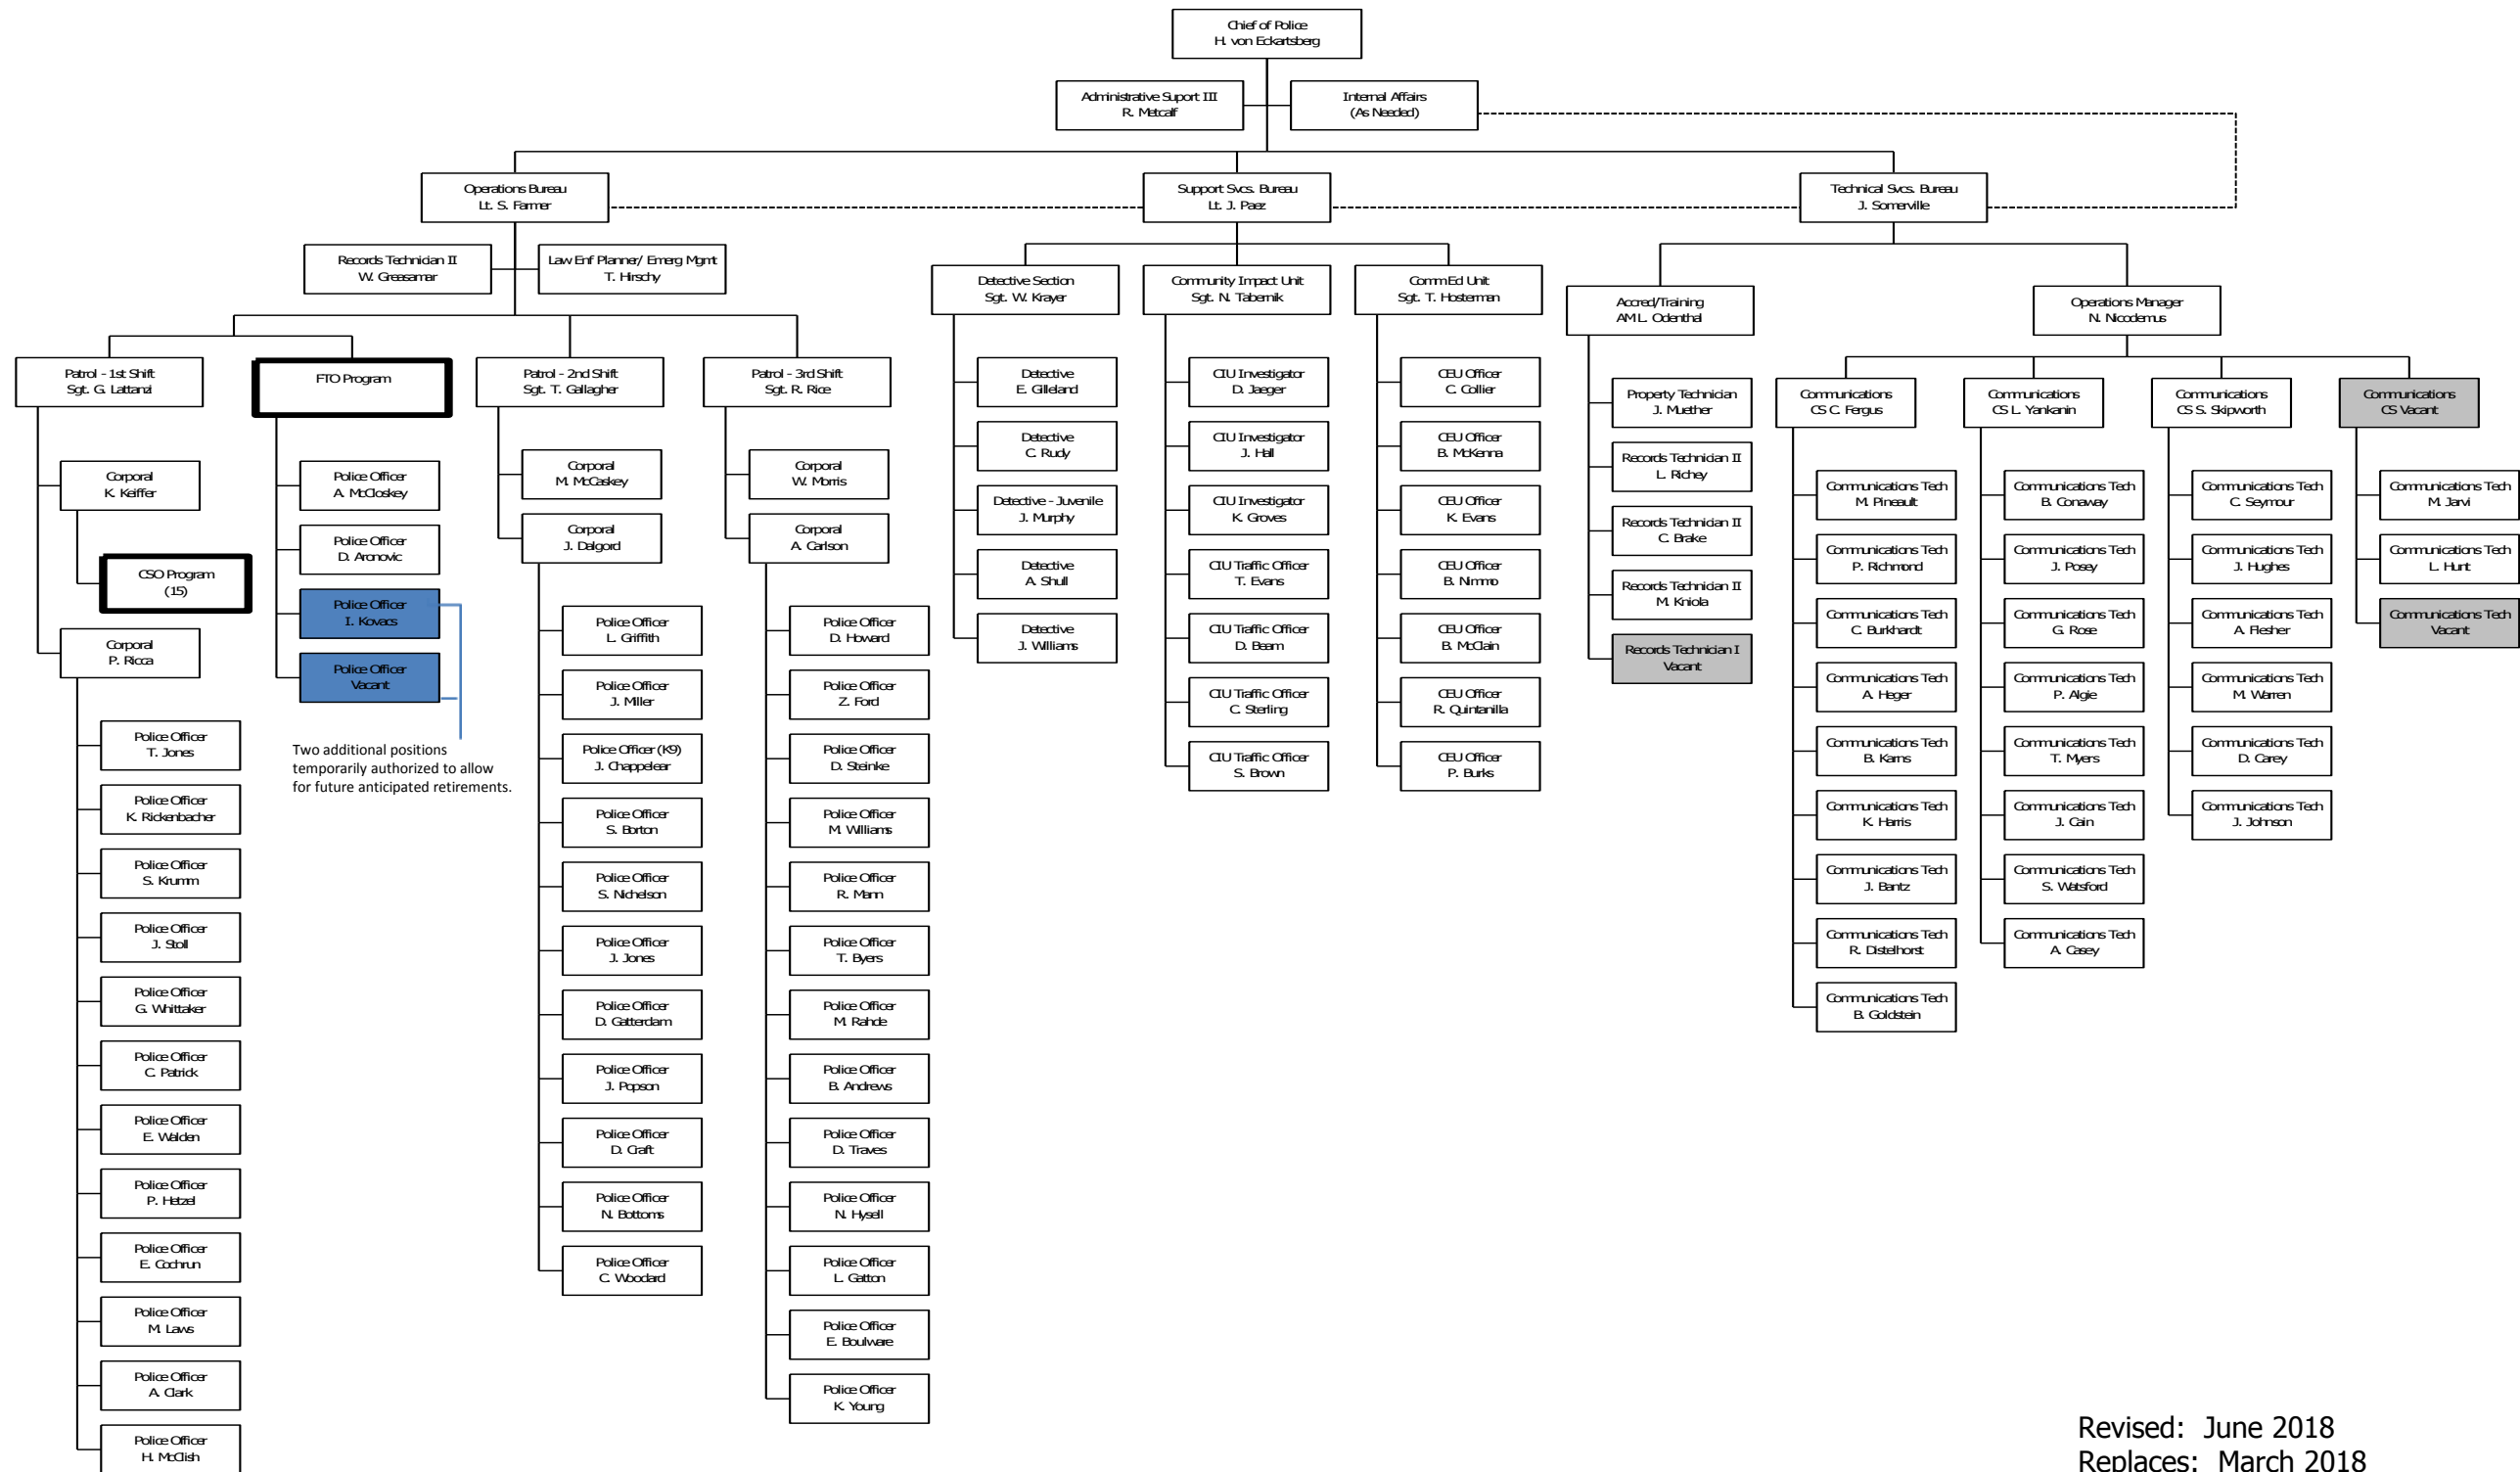 Chief of Police
H. von Eckartsberg
Administrative Suport III
R. Metcalf
Internal Affairs
(As Needed)
Operations Bureau
Lt. S. Farmer
Support Svcs. Bureau
Lt. J. Paez
Technical Svcs. Bureau
J. Somerville
Records Technician II
W. Greasamar
Law Enf Planner/ Emerg Mgmt
T. Hirschy
Patrol - 1st Shift
Sgt. G. Lattanzi
FTO Program
Patrol - 2nd Shift
Sgt. T. Gallagher
Patrol - 3rd Shift
Sgt. R. Rice
Corporal
K. Keiffer
CSO Program
(15)
Corporal
P. Ricca
Police Officer
T. Jones
Police Officer
K. Rickenbacher
Police Officer
S. Krumm
Police Officer
J. Stoll
Police Officer
G. Whittaker
Police Officer
C. Patrick
Police Officer
E. Walden
Police Officer
P. Hetzel
Police Officer
E. Cochrun
Police Officer
M. Laws
Police Officer
A. Clark
Police Officer
H. McClish
Police Officer
A. McCloskey
Police Officer
D. Aronovic
Police Officer
I. Kovacs
Police Officer
Vacant
Two additional positions
temporarily authorized to allow
for future anticipated retirements.
Corporal
M. McCaskey
Corporal
J. Dalgord
Police Officer
L. Griffith
Police Officer
J. Miller
Police Officer (K9)
J. Chappelear
Police Officer
S. Borton
Police Officer
S. Nichelson
Police Officer
J. Jones
Police Officer
D. Gatterdam
Police Officer
J. Popson
Police Officer
D. Craft
Police Officer
N. Bottoms
Police Officer
C. Woodard
Corporal
W. Morris
Corporal
A. Carlson
Police Officer
D. Howard
Police Officer
Z. Ford
Police Officer
D. Steinke
Police Officer
M. Williams
Police Officer
R. Mann
Police Officer
T. Byers
Police Officer
M. Rahde
Police Officer
B. Andrews
Police Officer
D. Traves
Police Officer
N. Hysell
Police Officer
L. Gatton
Police Officer
E. Boulware
Police Officer
K. Young
Detective Section
Sgt. W. Krayer
Detective
E. Gilleland
Detective
C. Rudy
Detective - Juvenile
J. Murphy
Detective
A. Shull
Detective
J. Williams
Community Impact Unit
Sgt. N. Tabernik
CIU Investigator
D. Jaeger
CIU Investigator
J. Hall
CIU Investigator
K. Groves
CIU Traffic Officer
T. Evans
CIU Traffic Officer
D. Beam
CIU Traffic Officer
C. Sterling
CIU Traffic Officer
S. Brown
Comm Ed Unit
Sgt. T. Hosterman
CEU Officer
C. Collier
CEU Officer
B. McKenna
CEU Officer
K. Evans
CEU Officer
B. Nimmo
CEU Officer
B. McClain
CEU Officer
R. Quintanilla
CEU Officer
P. Burks
Accred/Training
AM L. Odenthal
Property Technician
J. Muether
Records Technician II
L. Richey
Records Technician II
C. Brake
Records Technician II
M. Kniola
Records Technician I
Vacant
Operations Manager
N. Nicodemus
Communications
CS C. Fergus
Communications Tech
M. Pineault
Communications Tech
P. Richmond
Communications Tech
C. Burkhardt
Communications Tech
A. Heger
Communications Tech
B. Karns
Communications Tech
K. Harris
Communications Tech
J. Bantz
Communications Tech
R. Distelhorst
Communications Tech
B. Goldstein
Communications
CS L. Yankanin
Communications Tech
B. Conaway
Communications Tech
J. Posey
Communications Tech
G. Rose
Communications Tech
P. Algie
Communications Tech
T. Myers
Communications Tech
J. Cain
Communications Tech
S. Watsford
Communications Tech
A. Casey
Communications
CS S. Skipworth
Communications Tech
C. Seymour
Communications Tech
J. Hughes
Communications Tech
A. Flesher
Communications Tech
M. Warren
Communications Tech
D. Carey
Communications Tech
J. Johnson
Communications
CS Vacant
Communications Tech
M. Jarvi
Communications Tech
L. Hunt
Communications Tech
Vacant
Revised: June 2018
Replaces: March 2018